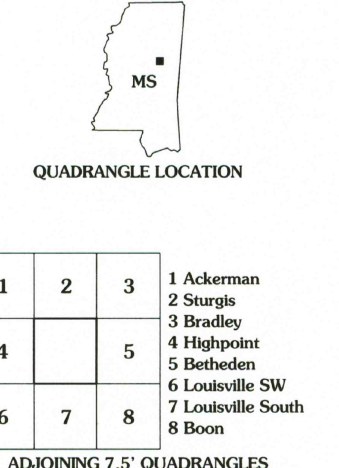 MS
QUADRANGLE LOCATION
1 2 3
4 5
6 7 8
1 Ackerman
2 Sturgis
3 Bradley
4 Highpoint
5 Betheden
6 Louisville SW
7 Louisville South
8 Boon
ADJOINING 7.5' QUADRANGLES